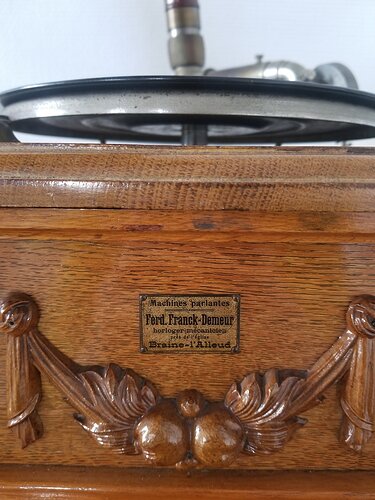 Machines parlantes
Ferd. Franck-Demeur
horloger-mécanicien
près de l'église
Braine-l'Alleud